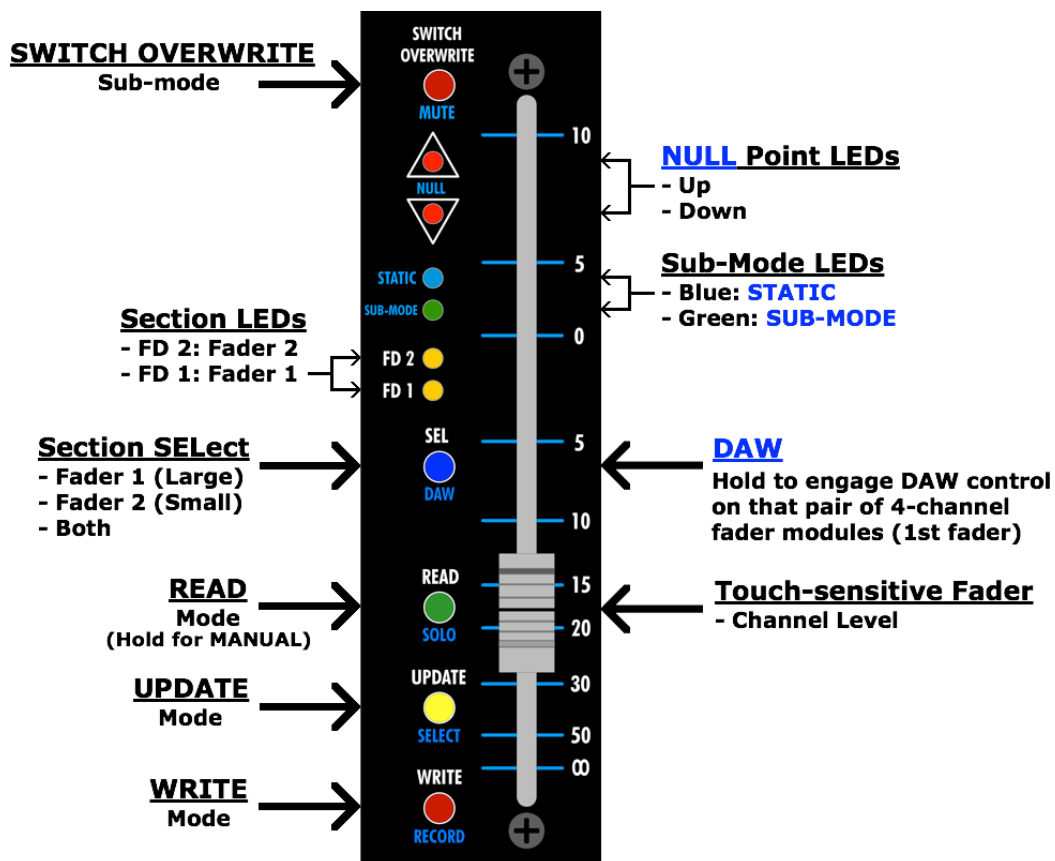 SWITCH OVERWRITE
Sub-mode
SWITCH
OVERWRITE
MUTE
NULL
STATIC
SUB-MODE
FD 2
FD 1
SEL
DAW
READ
SOLO
UPDATE
SELECT
WRITE
RECORD
10
5
0
5
10
15
20
30
50
∞
NULL Point LEDs
- Up
- Down
Sub-Mode LEDs
- Blue: STATIC
- Green: SUB-MODE
Section LEDs
- FD 2: Fader 2
- FD 1: Fader 1
Section SELect
- Fader 1 (Large)
- Fader 2 (Small)
- Both
DAW
Hold to engage DAW control
on that pair of 4-channel
fader modules (1st fader)
READ
Mode
(Hold for MANUAL)
Touch-sensitive Fader
- Channel Level
UPDATE
Mode
WRITE
Mode